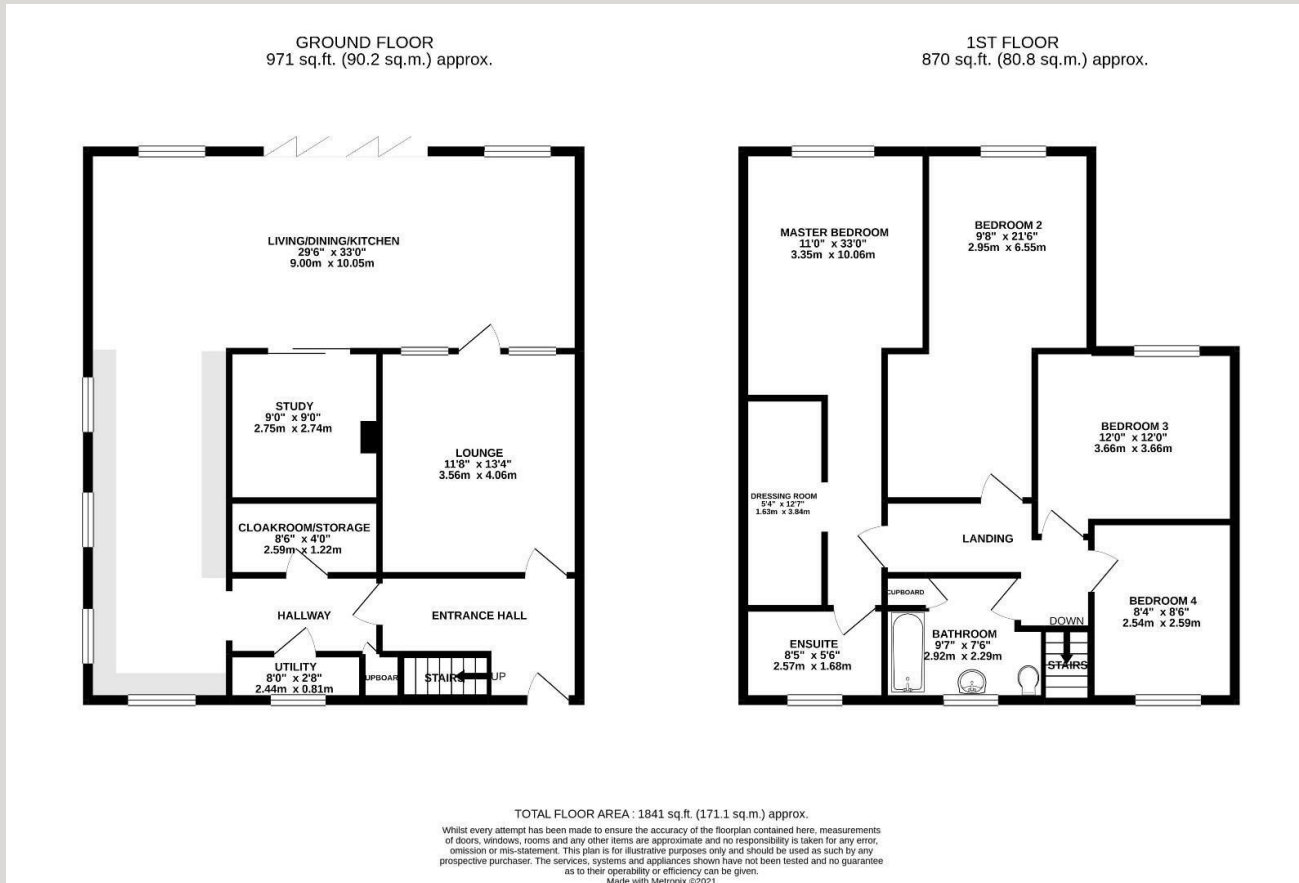 GROUND FLOOR
971 sq.ft. (90.2 sq.m.) approx.
LIVING/DINING/KITCHEN
29'6" x 33'0"
9.00m x 10.05m
STUDY
9'0" x 9'0"
2.75m x 2.74m
LOUNGE
11'8" x 13'4"
3.56m x 4.06m
CLOAKROOM/STORAGE
8'6" x 4'0"
2.59m x 1.22m
HALLWAY
ENTRANCE HALL
UTILITY
8'0" x 2'8"
2.44m x 0.81m
UPBOAR
STAIRS
UP
1ST FLOOR
870 sq.ft. (80.8 sq.m.) approx.
MASTER BEDROOM
11'0" x 33'0"
3.35m x 10.06m
BEDROOM 2
9'8" x 21'6"
2.95m x 6.55m
BEDROOM 3
12'0" x 12'0"
3.66m x 3.66m
DRESSING ROOM
5'4" x 12'7"
1.63m x 3.84m
LANDING
CUPBOARD
BEDROOM 4
8'4" x 8'6"
2.54m x 2.59m
DOWN
BATHROOM
9'7" x 7'6"
2.92m x 2.29m
ENSUITE
8'5" x 5'6"
2.57m x 1.68m
STAIRS
TOTAL FLOOR AREA : 1841 sq.ft. (171.1 sq.m.) approx.
Whilst every attempt has been made to ensure the accuracy of the floorplan contained here, measurements
of doors, windows, rooms and any other items are approximate and no responsibility is taken for any error,
omission or mis-statement. This plan is for illustrative purposes only and should be used as such by any
prospective purchaser. The services, systems and appliances shown have not been tested and no guarantee
as to their operability or efficiency can be given.
Made with Metropix ©2021